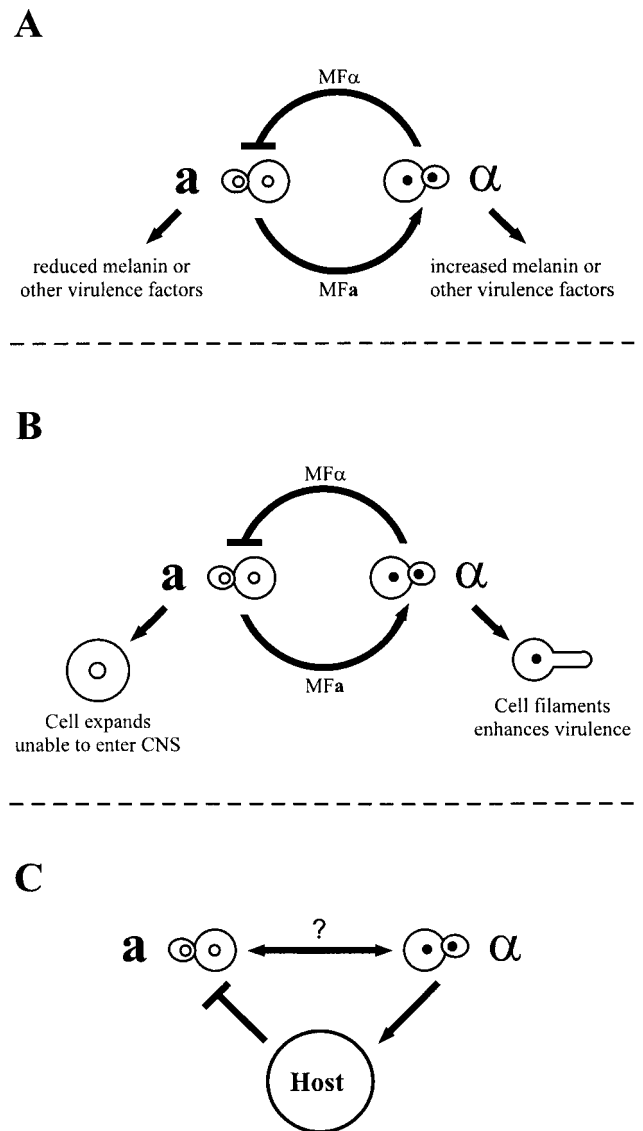 A
MFα
a
α
reduced melanin or
other virulence factors
MFa
increased melanin or
other virulence factors
B
MFα
a
α
MFa
Cell expands
unable to enter CNS
Cell filaments
enhances virulence
C
?
a
α
Host